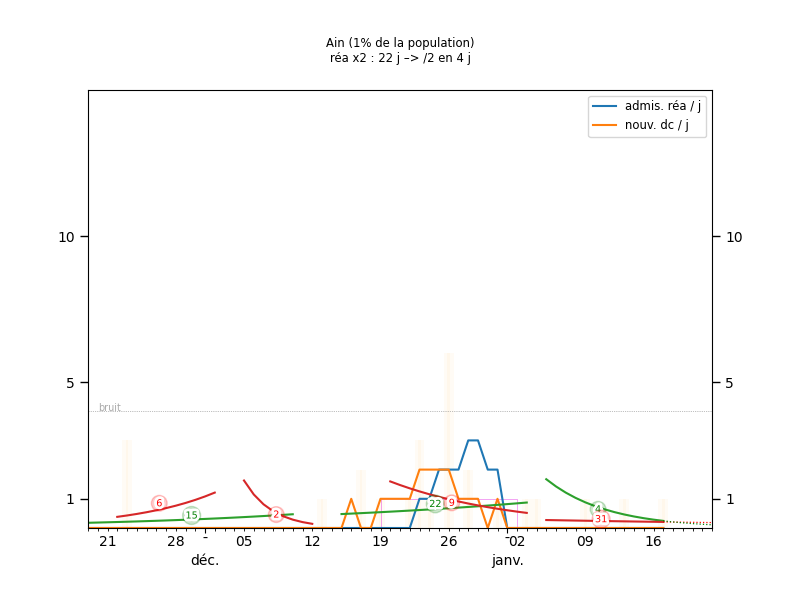 Ain (1% de la population)
réa x2 : 22 j –> /2 en 4 j
admis. réa / j
nouv. dc / j
10 10
5 5
bruit
1 1
6 15 2 22 9 4 31
21 28 05 12 19 26 02 09 16
déc. janv.